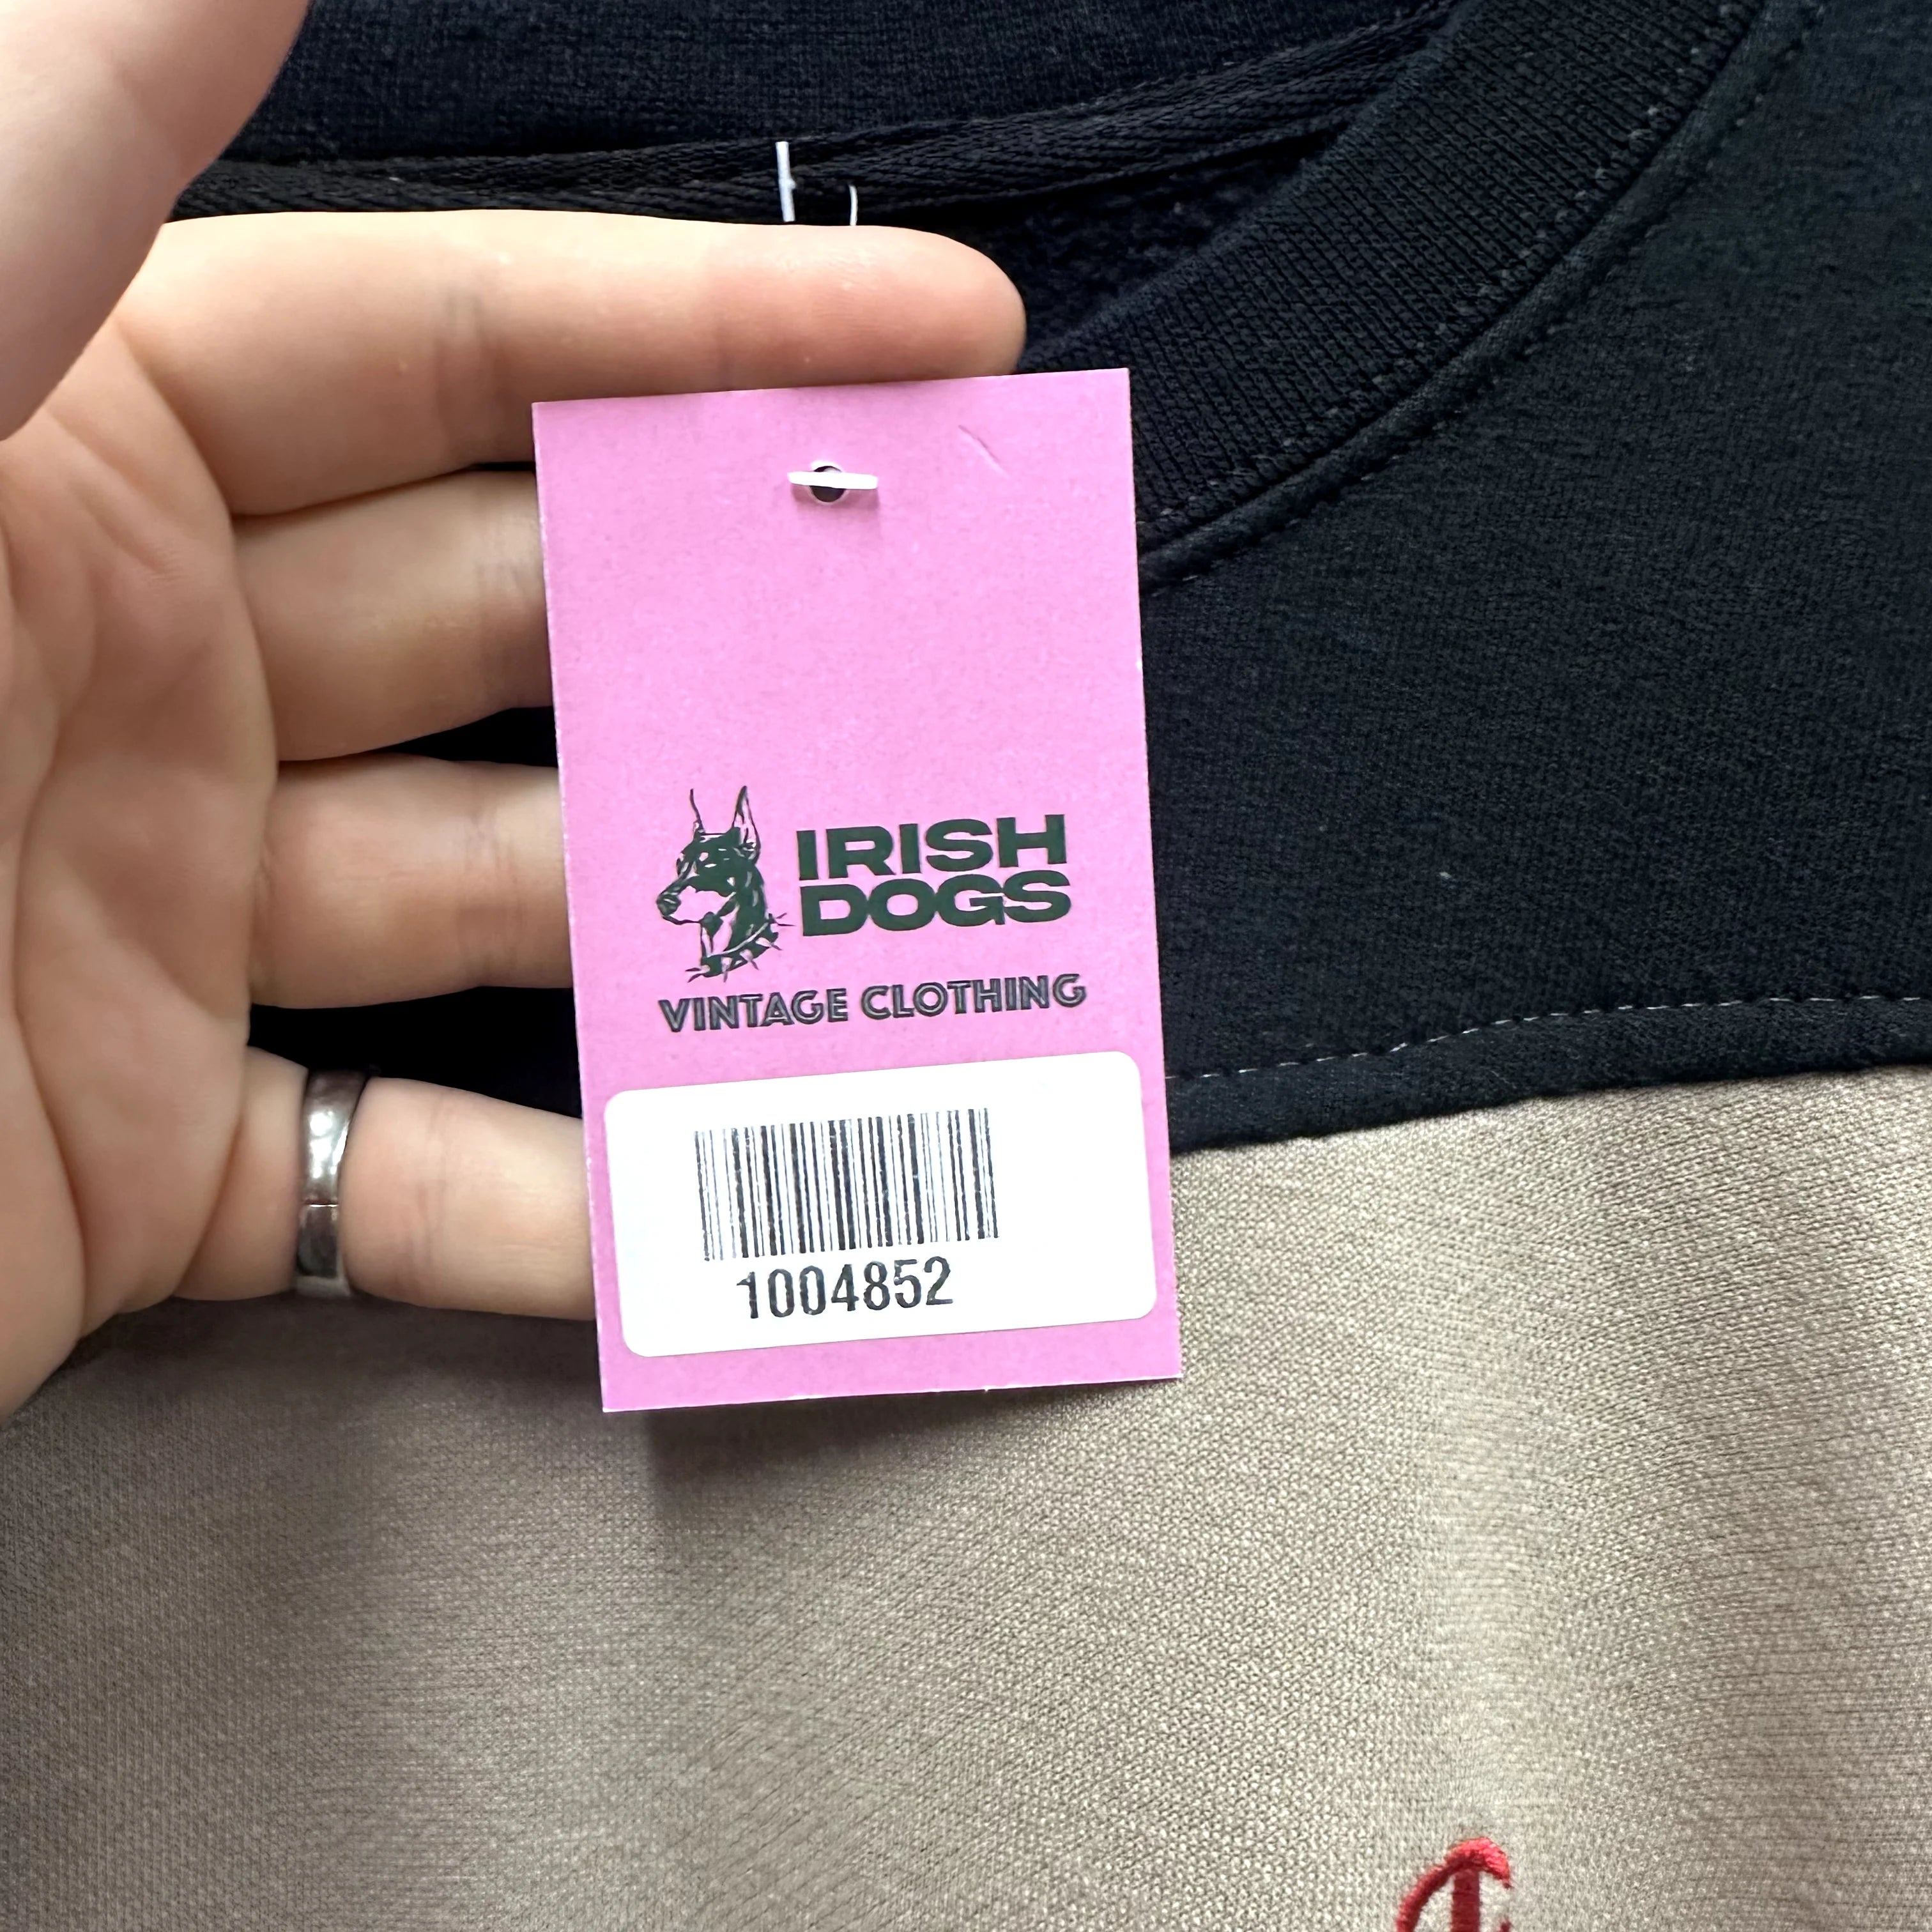 IRISH
DOGS
VINTAGE CLOTHING
1004852